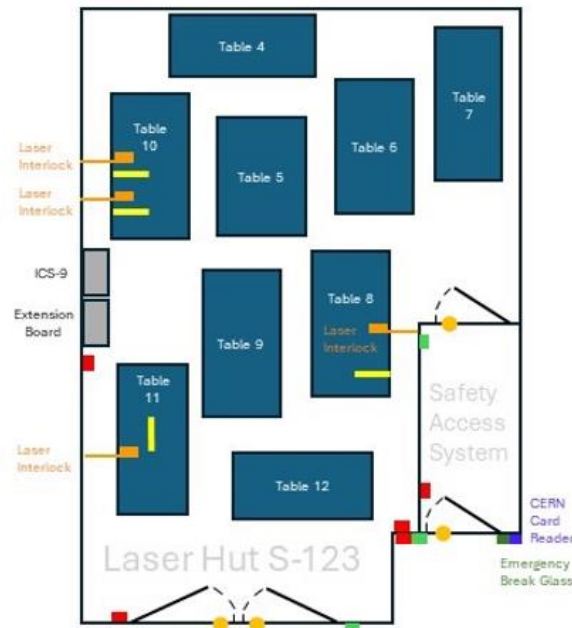 Table 4
Table
7
Table
10
Laser
Interlock
Table 6
Table 5
Laser
Interlock
ICS-9
Extension
Board
Table 8
Laser
Interlock
Table 9
Table
11
Safety
Access
System
Laser
Interlock
Table 12
CERN
Card
Reader
Laser Hut S-123
Emergency
Break Glass